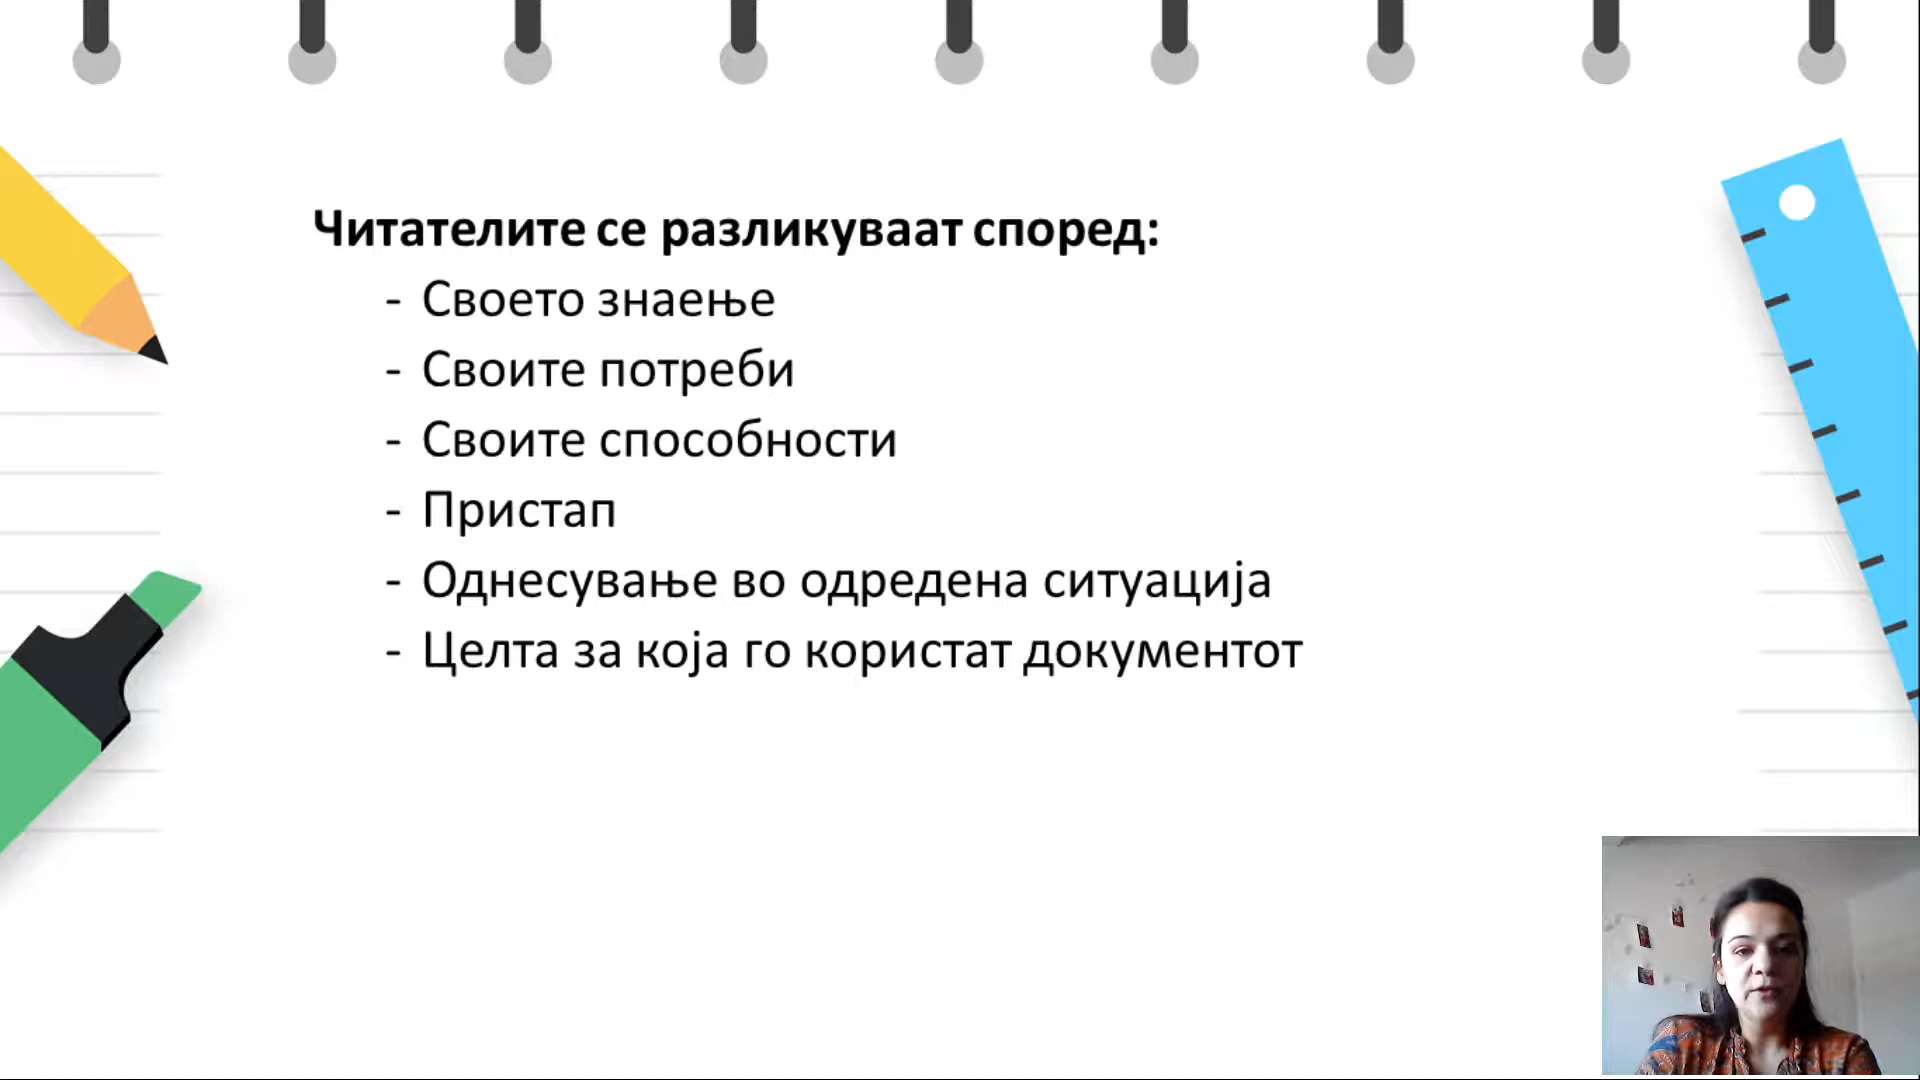 Читателите се разликуваат според:
- Своето знаење
- Своите потреби
- Своите способности
- Пристап
- Однесување во одредена ситуација
- Целта за која го користат документот